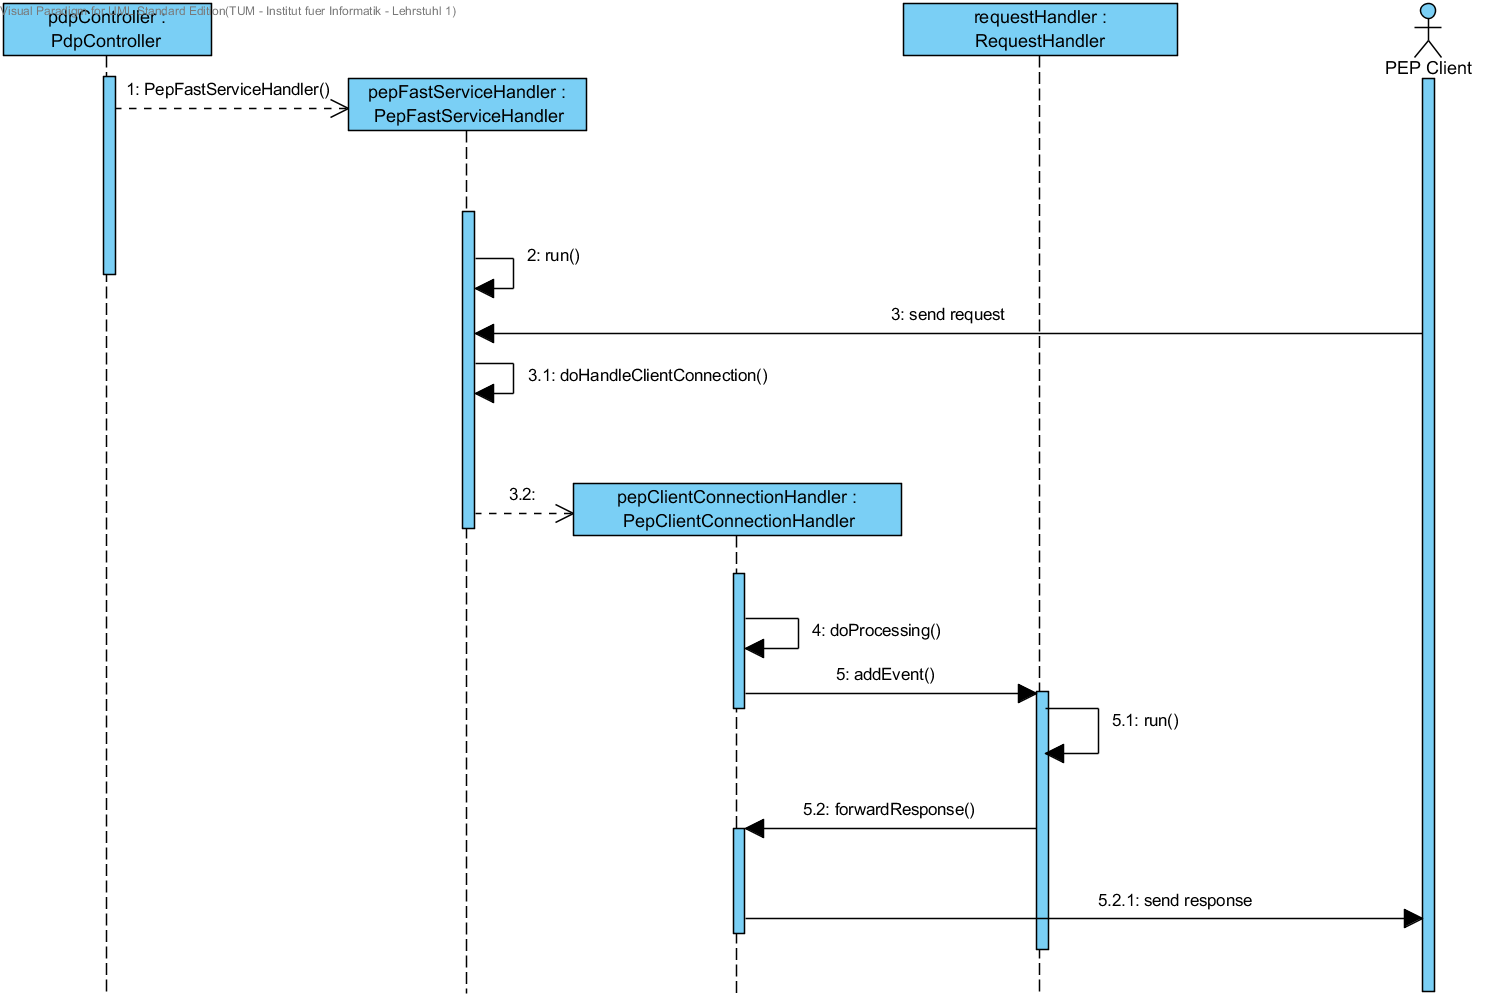 Visual Paradigm for UML Standard Edition(TUM - Institut fuer Informatik - Lehrstuhl 1)
pdpController :
PdpController
requestHandler :
RequestHandler
PEP Client
1: PepFastServiceHandler()
pepFastServiceHandler :
PepFastServiceHandler
2: run()
3: send request
3.1: doHandleClientConnection()
3.2:
pepClientConnectionHandler :
PepClientConnectionHandler
4: doProcessing()
5: addEvent()
5.1: run()
5.2: forwardResponse()
5.2.1: send response